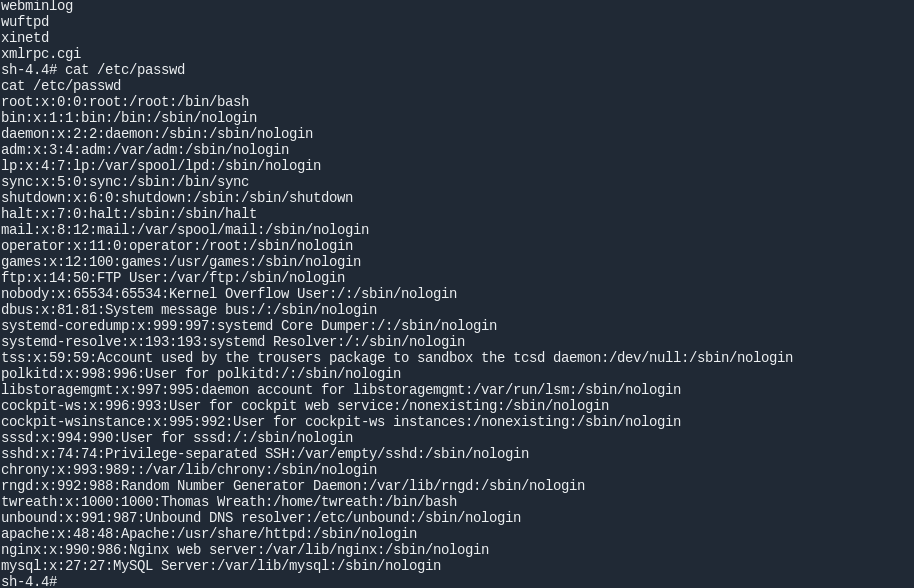 webminlog
wuftpd
xinetd
xmlrpc.cgi
sh-4.4# cat /etc/passwd
cat /etc/passwd
root:x:0:0:root:/root:/bin/bash
bin:x:1:1:bin:/bin:/sbin/nologin
daemon:x:2:2:daemon:/sbin:/sbin/nologin
adm:x:3:4:adm:/var/adm:/sbin/nologin
lp:x:4:7:lp:/var/spool/lpd:/sbin/nologin
sync:x:5:0:sync:/sbin:/bin/sync
shutdown:x:6:0:shutdown:/sbin:/sbin/shutdown
halt:x:7:0:halt:/sbin:/sbin/halt
mail:x:8:12:mail:/var/spool/mail:/sbin/nologin
operator:x:11:0:operator:/root:/sbin/nologin
games:x:12:100:games:/usr/games:/sbin/nologin
ftp:x:14:50:FTP User:/var/ftp:/sbin/nologin
nobody:x:65534:65534:Kernel Overflow User:/:/sbin/nologin
dbus:x:81:81:System message bus:/:/sbin/nologin
systemd-coredump:x:999:997:systemd Core Dumper:/:/sbin/nologin
systemd-resolve:x:193:193:systemd Resolver:/:/sbin/nologin
tss:x:59:59:Account used by the trousers package to sandbox the tcsd daemon:/dev/null:/sbin/nologin
polkitd:x:998:996:User for polkitd:/:/sbin/nologin
libstoragemgmt:x:997:995:daemon account for libstoragemgmt:/var/run/lsm:/sbin/nologin
cockpit-ws:x:996:993:User for cockpit web service:/nonexisting:/sbin/nologin
cockpit-wsinstance:x:995:992:User for cockpit-ws instances:/nonexisting:/sbin/nologin
sssd:x:994:990:User for sssd:/:/sbin/nologin
sshd:x:74:74:Privilege-separated SSH:/var/empty/sshd:/sbin/nologin
chrony:x:993:989::/var/lib/chrony:/sbin/nologin
rngd:x:992:988:Random Number Generator Daemon:/var/lib/rngd:/sbin/nologin
twreath:x:1000:1000:Thomas Wreath:/home/twreath:/bin/bash
unbound:x:991:987:Unbound DNS resolver:/etc/unbound:/sbin/nologin
apache:x:48:48:Apache:/usr/share/httpd:/sbin/nologin
nginx:x:990:986:Nginx web server:/var/lib/nginx:/sbin/nologin
mysql:x:27:27:MySQL Server:/var/lib/mysql:/sbin/nologin
sh-4.4#